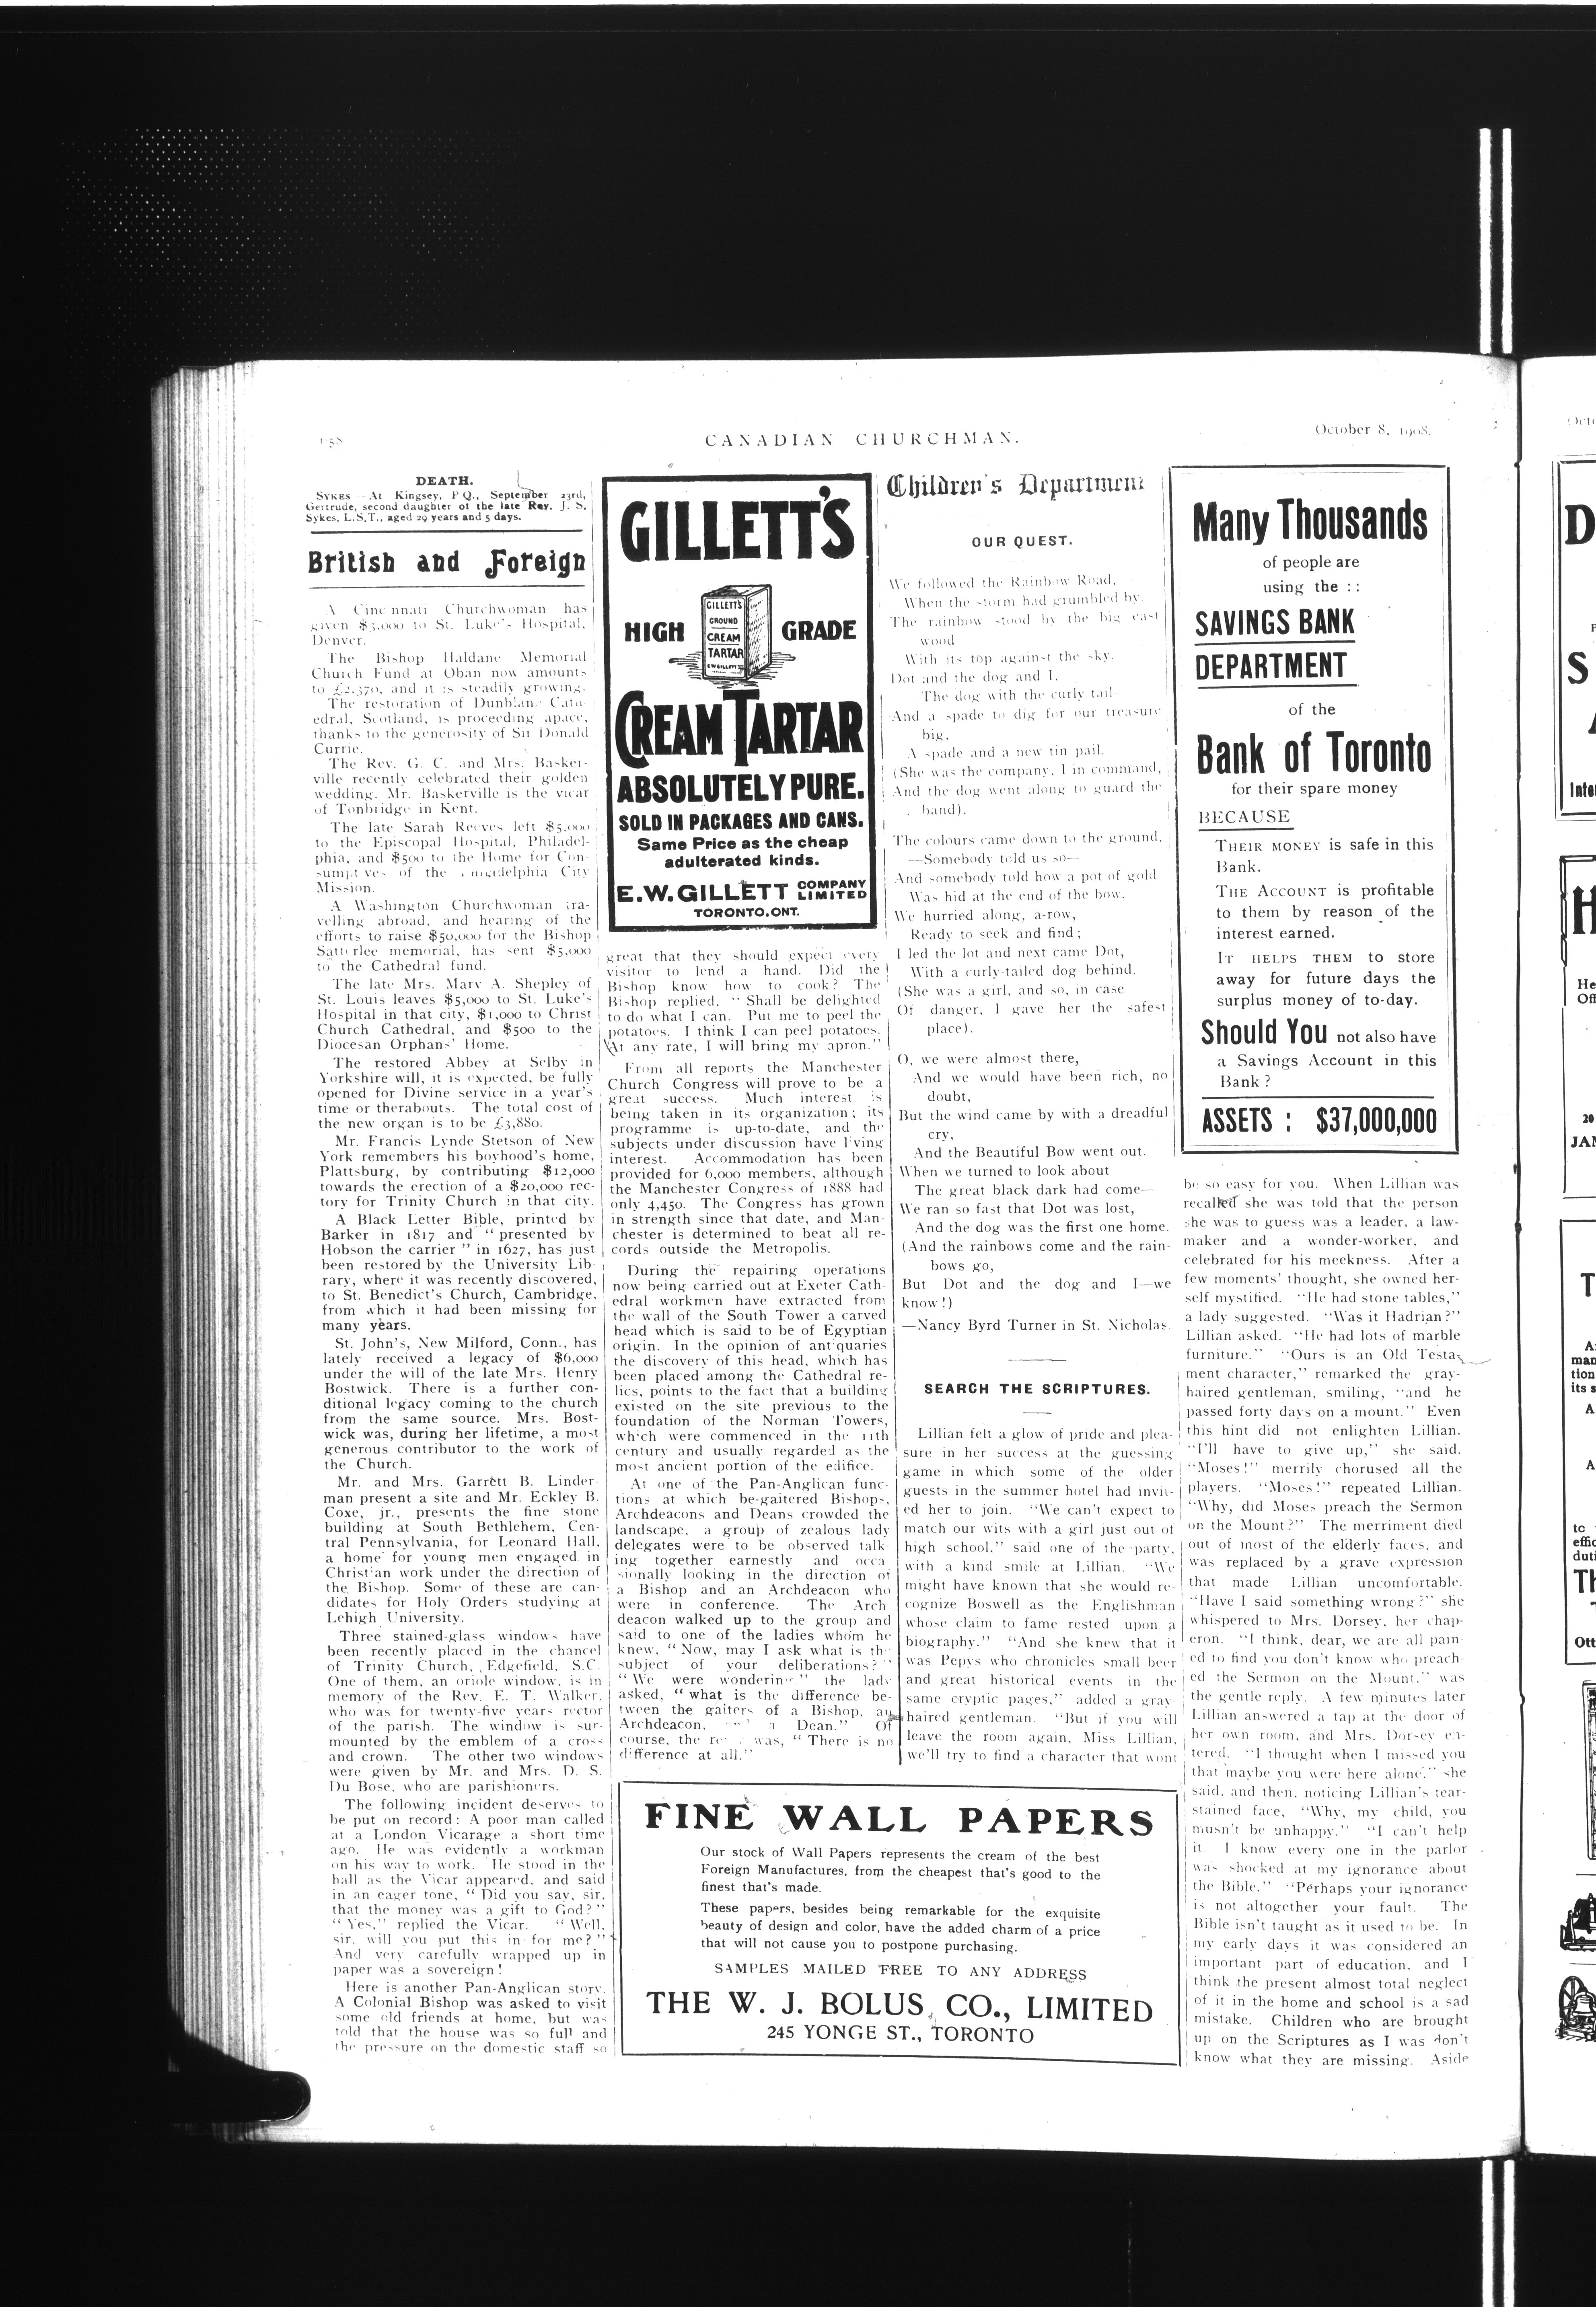 CANADIAN CHURCHMAN.
October 8, 1908.
DEATH.
SYKES—At Kingsey, P.Q., September 23rd,
Gertrude, second daughter of the late Rev. J. S.
Sykes, L.S.T., aged 29 years and 5 days.
British and Foreign
A Cincinnati Churchwoman has
given $3,000 to St. Luke's Hospital,
Denver.
The Bishop Haldane Memorial
Church Fund at Oban now amounts
to £2,370, and it is steadily growing.
The restoration of Dunblane Cath-
edral, Scotland, is proceeding apace,
thanks to the generosity of Sir Donald
Currie.
The Rev. G. C. and Mrs. Basker-
ville recently celebrated their golden
wedding. Mr. Baskerville is the vicar
of Tonbridge in Kent.
The late Sarah Reeves left $5,000
to the Episcopal Hospital, Philadel-
phia, and $500 to the Home for Con-
sumptives of the Philadelphia City
Mission.
A Washington Churchwoman tra-
velling abroad, and hearing of the
efforts to raise $50,000 for the Bishop
Satterlee memorial, has sent $5,000
to the Cathedral fund.
The late Mrs. Mary A. Shepley of
St. Louis leaves $5,000 to St. Luke's
Hospital in that city, $1,000 to Christ
Church Cathedral, and $500 to the
Diocesan Orphans' Home.
The restored Abbey at Selby in
Yorkshire will, it is expected, be fully
opened for Divine service in a year's
time or therabouts. The total cost of
the new organ is to be £3,880.
Mr. Francis Lynde Stetson of New
York remembers his boyhood's home,
Plattsburg, by contributing $12,000
towards the erection of a $20,000 rec-
tory for Trinity Church in that city.
A Black Letter Bible, printed by
Barker in 1817 and "presented by
Hobson the carrier" in 1627, has just
been restored by the University Lib-
rary, where it was recently discovered,
to St. Benedict's Church, Cambridge,
from which it had been missing for
many years.
St. John's, New Milford, Conn., has
lately received a legacy of $6,000
under the will of the late Mrs. Henry
Bostwick. There is a further con-
ditional legacy coming to the church
from the same source. Mrs. Bost-
wick was, during her lifetime, a most
generous contributor to the work of
the Church.
Mr. and Mrs. Garrett B. Linder-
man present a site and Mr. Eckley B.
Coxe, jr., presents the fine stone
building at South Bethlehem, Cen-
tral Pennsylvania, for Leonard Hall,
a home for young men engaged in
Christian work under the direction of
the Bishop. Some of these are can-
didates for Holy Orders studying at
Lehigh University.
Three stained-glass windows have
been recently placed in the chancel
of Trinity Church, Edgefield, S.C.
One of them, an oriole window, is in
memory of the Rev. E. T. Walker,
who was for twenty-five years rector
of the parish. The window is sur-
mounted by the emblem of a cross
and crown. The other two windows
were given by Mr. and Mrs. D. S.
Du Bose, who are parishioners.
The following incident deserves to
be put on record: A poor man called
at a London Vicarage a short time
ago. He was evidently a workman
on his way to work. He stood in the
hall as the Vicar appeared, and said
in an eager tone, "Did you say, sir,
that the money was a gift to God?"
"Yes," replied the Vicar. "Well,
sir, will you put this in for me?"
And very carefully wrapped up in
paper was a sovereign!
Here is another Pan-Anglican story.
A Colonial Bishop was asked to visit
some old friends at home, but was
told that the house was so full and
the pressure on the domestic staff so
GILLETT'S
HIGH GRADE
GILLETT'S
GROUND
CREAM
TARTAR
E.W.GILLETT
CREAM TARTAR
ABSOLUTELY PURE.
SOLD IN PACKAGES AND CANS.
Same Price as the cheap
adulterated kinds.
E.W.GILLETT COMPANY LIMITED
TORONTO.ONT.
great that they should expect every
visitor to lend a hand. Did the
Bishop know how to cook? The
Bishop replied, "Shall be delighted
to do what I can. Put me to peel the
potatoes. I think I can peel potatoes.
At any rate, I will bring my apron."
From all reports the Manchester
Church Congress will prove to be a
great success. Much interest is
being taken in its organization; its
programme is up-to-date, and the
subjects under discussion have living
interest. Accommodation has been
provided for 6,000 members, although
the Manchester Congress of 1888 had
only 4,450. The Congress has grown
in strength since that date, and Man-
chester is determined to beat all re-
cords outside the Metropolis.
During the repairing operations
now being carried out at Exeter Cath-
edral workmen have extracted from
the wall of the South Tower a carved
head which is said to be of Egyptian
origin. In the opinion of antiquaries
the discovery of this head, which has
been placed among the Cathedral re-
lics, points to the fact that a building
existed on the site previous to the
foundation of the Norman Towers,
which were commenced in the 11th
century and usually regarded as the
most ancient portion of the edifice.
At one of the Pan-Anglican func-
tions at which be-gaitered Bishops,
Archdeacons and Deans crowded the
landscape, a group of zealous lady
delegates were to be observed talk-
ing together earnestly and occa-
sionally looking in the direction of
a Bishop and an Archdeacon who
were in conference. The Arch-
deacon walked up to the group and
said to one of the ladies whom he
knew, "Now, may I ask what is the
subject of your deliberations?"
"We were wondering," the lady
asked, "what is the difference be-
tween the gaiters of a Bishop, an
Archdeacon, a Dean." Of
course, the was, "There is no
difference at all."
Children's Department
OUR QUEST.
We followed the Rainbow Road,
When the storm had grumbled by.
The rainbow stood by the big east
wood
With its top against the sky.
Dot and the dog and I,
The dog with the curly tail
And a spade to dig for our treasure
big,
A spade and a new tin pail.
(She was the company, I in command,
And the dog went along to guard the
band).
The colours came down to the ground,
—Somebody told us so—
And somebody told how a pot of gold
Was hid at the end of the bow.
We hurried along, a-row,
Ready to seek and find;
I led the lot and next came Dot,
With a curly-tailed dog behind.
(She was a girl, and so, in case
Of danger, I gave her the safest
place).
O, we were almost there,
And we would have been rich, no
doubt,
But the wind came by with a dreadful
cry,
And the Beautiful Bow went out.
When we turned to look about
The great black dark had come—
We ran so fast that Dot was lost,
And the dog was the first one home.
(And the rainbows come and the rain-
bows go,
But Dot and the dog and I—we
know!)
—Nancy Byrd Turner in St. Nicholas.
SEARCH THE SCRIPTURES.
Lillian felt a glow of pride and plea-
sure in her success at the guessing
game in which some of the older
guests in the summer hotel had invit-
ed her to join. "We can't expect to
match our wits with a girl just out of
high school," said one of the party,
with a kind smile at Lillian. "We
might have known that she would re-
cognize Boswell as the Englishman
whose claim to fame rested upon a
biography." "And she knew that it
was Pepys who chronicles small beer
and great historical events in the
same cryptic pages," added a gray-
haired gentleman. "But if you will
leave the room again, Miss Lillian,
we'll try to find a character that wont
Many Thousands
of people are
using the ::
SAVINGS BANK
DEPARTMENT
of the
Bank of Toronto
for their spare money
BECAUSE
THEIR MONEY is safe in this
Bank.
THE ACCOUNT is profitable
to them by reason of the
interest earned.
IT HELPS THEM to store
away for future days the
surplus money of to-day.
Should You not also have
a Savings Account in this
Bank?
ASSETS : $37,000,000
be so easy for you. When Lillian was
recalled she was told that the person
she was to guess was a leader, a law-
maker and a wonder-worker, and
celebrated for his meekness. After a
few moments' thought, she owned her-
self mystified. "He had stone tables,"
a lady suggested. "Was it Hadrian?"
Lillian asked. "He had lots of marble
furniture." "Ours is an Old Testa-
ment character," remarked the gray-
haired gentleman, smiling, "and he
passed forty days on a mount." Even
this hint did not enlighten Lillian.
"I'll have to give up," she said.
"Moses!" merrily chorused all the
players. "Moses!" repeated Lillian.
"Why, did Moses preach the Sermon
on the Mount?" The merriment died
out of most of the elderly faces, and
was replaced by a grave expression
that made Lillian uncomfortable.
"Have I said something wrong?" she
whispered to Mrs. Dorsey, her chap-
eron. "I think, dear, we are all pain-
ed to find you don't know who preach-
ed the Sermon on the Mount," was
the gentle reply. A few minutes later
Lillian answered a tap at the door of
her own room, and Mrs. Dorsey en-
tered. "I thought when I missed you
that maybe you were here alone," she
said, and then, noticing Lillian's tear-
stained face, "Why, my child, you
musn't be unhappy." "I can't help
it. I know every one in the parlor
was shocked at my ignorance about
the Bible." "Perhaps your ignorance
is not altogether your fault. The
Bible isn't taught as it used to be. In
my early days it was considered an
important part of education, and I
think the present almost total neglect
of it in the home and school is a sad
mistake. Children who are brought
up on the Scriptures as I was don't
know what they are missing. Aside
FINE WALL PAPERS
Our stock of Wall Papers represents the cream of the best
Foreign Manufactures, from the cheapest that's good to the
finest that's made.
These papers, besides being remarkable for the exquisite
beauty of design and color, have the added charm of a price
that will not cause you to postpone purchasing.
SAMPLES MAILED FREE TO ANY ADDRESS
THE W. J. BOLUS CO., LIMITED
245 YONGE ST., TORONTO